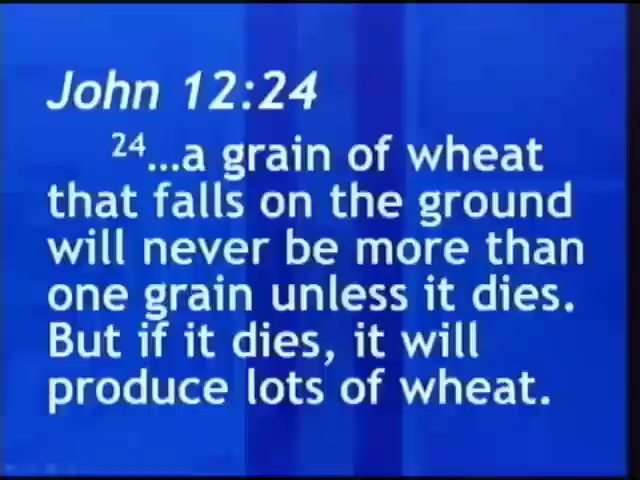 John 12:24
24...a grain of wheat
that falls on the ground
will never be more than
one grain unless it dies.
But if it dies, it will
produce lots of wheat.